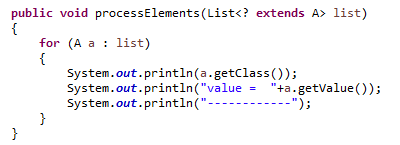 public void processElements(List<? extends A> list)
{
    for (A a : list)
    {
        System.out.println(a.getClass());
        System.out.println("value =  "+a.getValue());
        System.out.println("------------");
    }
}